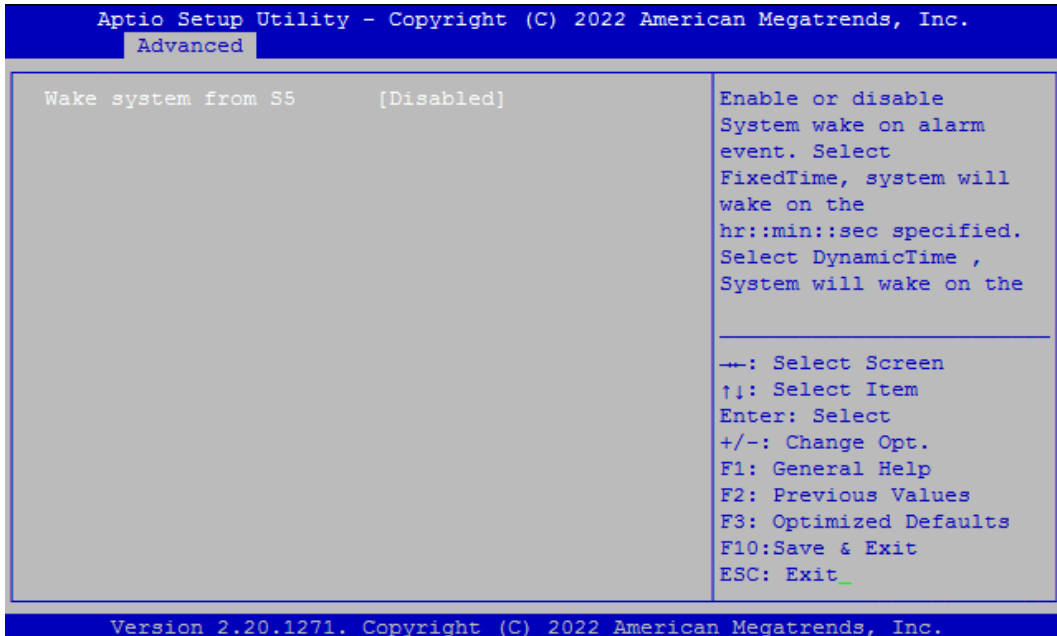 Aptio Setup Utility - Copyright (C) 2022 American Megatrends, Inc.
Advanced
Wake system from S5 [Disabled]
Enable or disable
System wake on alarm
event. Select
FixedTime, system will
wake on the
hr::min::sec specified.
Select DynamicTime ,
System will wake on the
→←: Select Screen
↑↓: Select Item
Enter: Select
+/-: Change Opt.
F1: General Help
F2: Previous Values
F3: Optimized Defaults
F10:Save & Exit
ESC: Exit_
Version 2.20.1271. Copyright (C) 2022 American Megatrends, Inc.